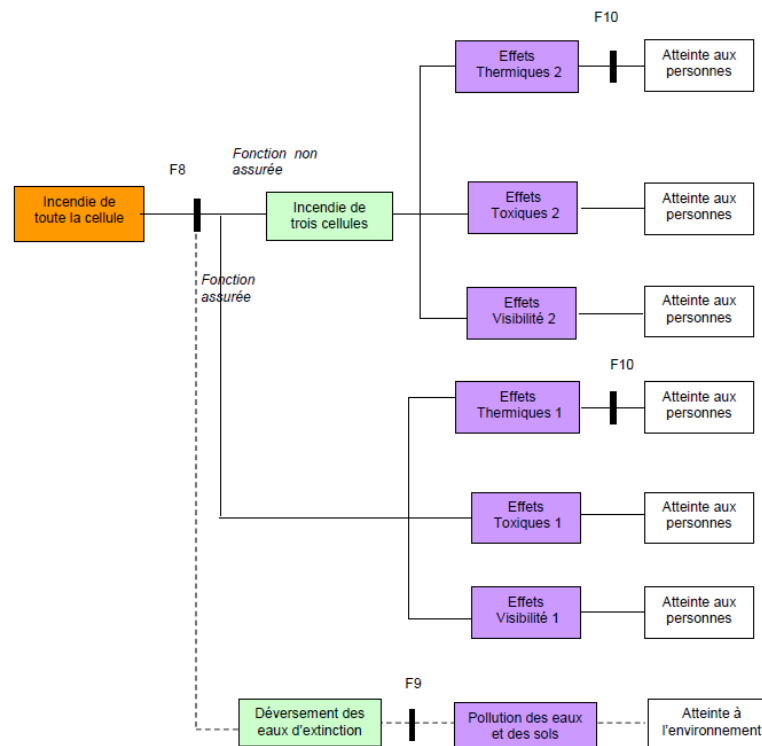 F10
Effets
Thermiques 2
Atteinte aux
personnes
Fonction non
assurée
F8
Incendie de
toute la cellule
Incendie de
trois cellules
Effets
Toxiques 2
Atteinte aux
personnes
Fonction
assurée
Effets
Visibilité 2
Atteinte aux
personnes
F10
Effets
Thermiques 1
Atteinte aux
personnes
Effets
Toxiques 1
Atteinte aux
personnes
Effets
Visibilité 1
Atteinte aux
personnes
F9
Déversement des
eaux d'extinction
Pollution des eaux
et des sols
Atteinte à
l'environnement